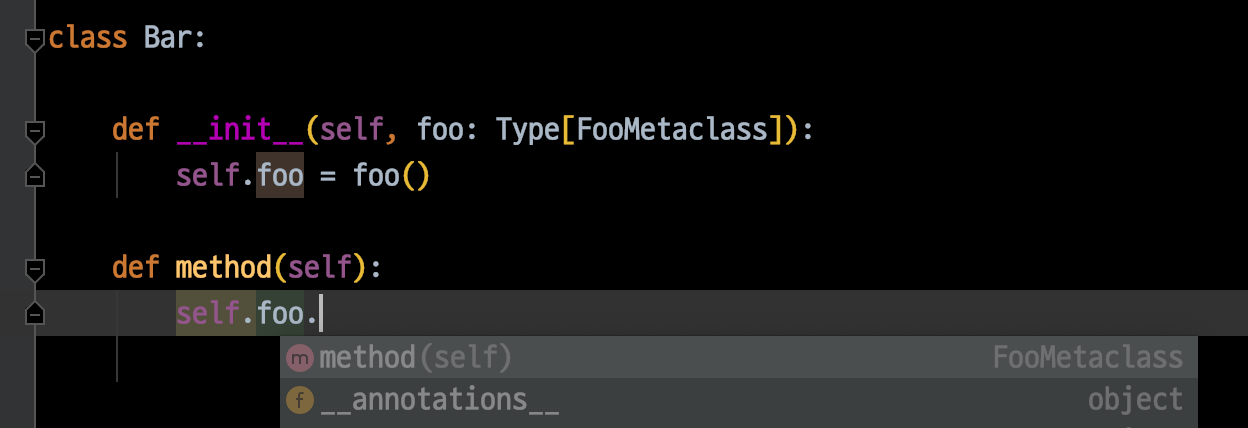 class Bar:
def __init__(self, foo: Type[FooMetaclass]):
self.foo = foo()
def method(self):
self.foo.
m method(self) FooMetaclass
f __annotations__ object